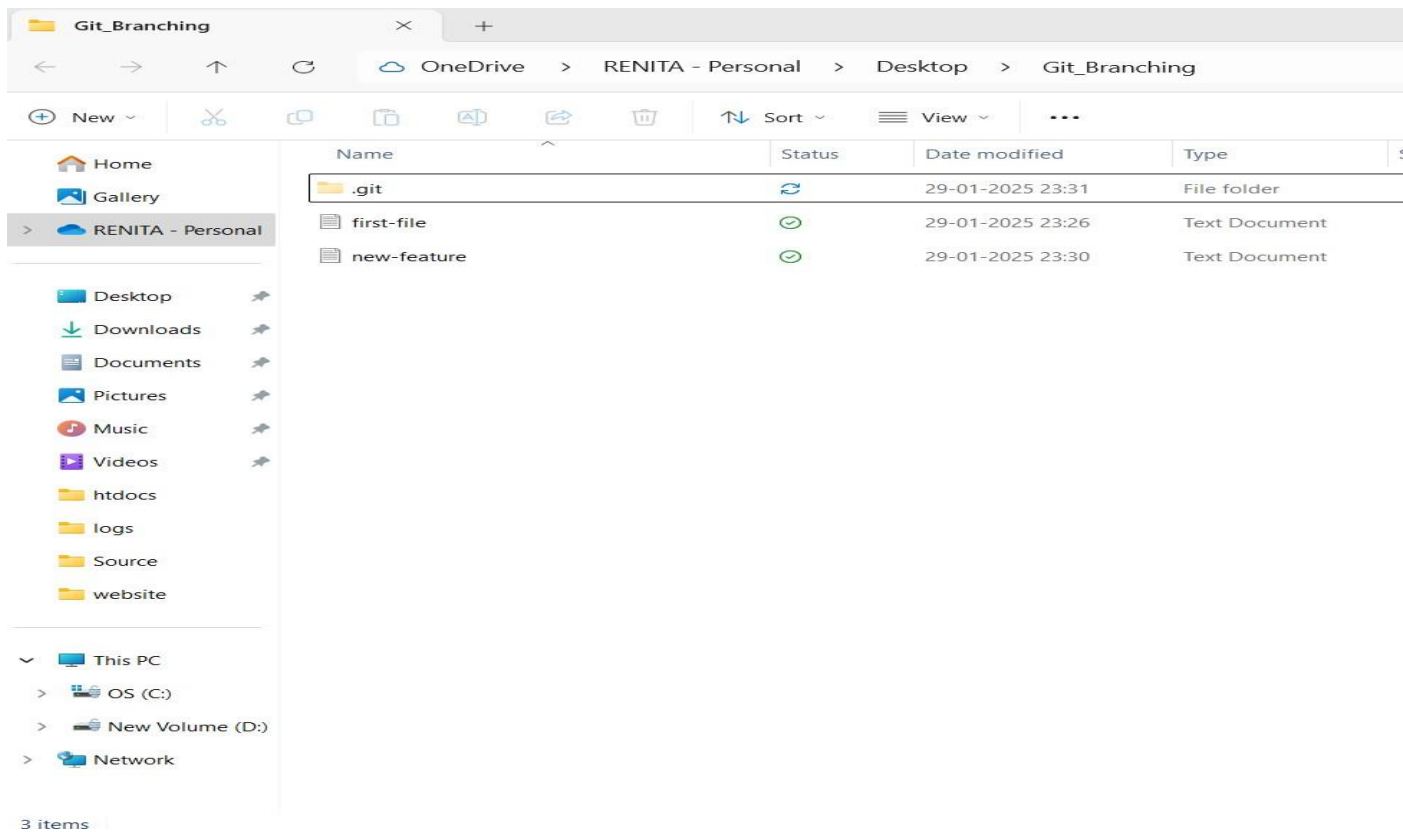 Git_Branching
OneDrive > RENITA - Personal > Desktop > Git_Branching
New Sort View
Name Status Date modified Type
.git 29-01-2025 23:31 File folder
first-file 29-01-2025 23:26 Text Document
new-feature 29-01-2025 23:30 Text Document
Home
Gallery
RENITA - Personal
Desktop
Downloads
Documents
Pictures
Music
Videos
htdocs
logs
Source
website
This PC
OS (C:)
New Volume (D:)
Network
3 items